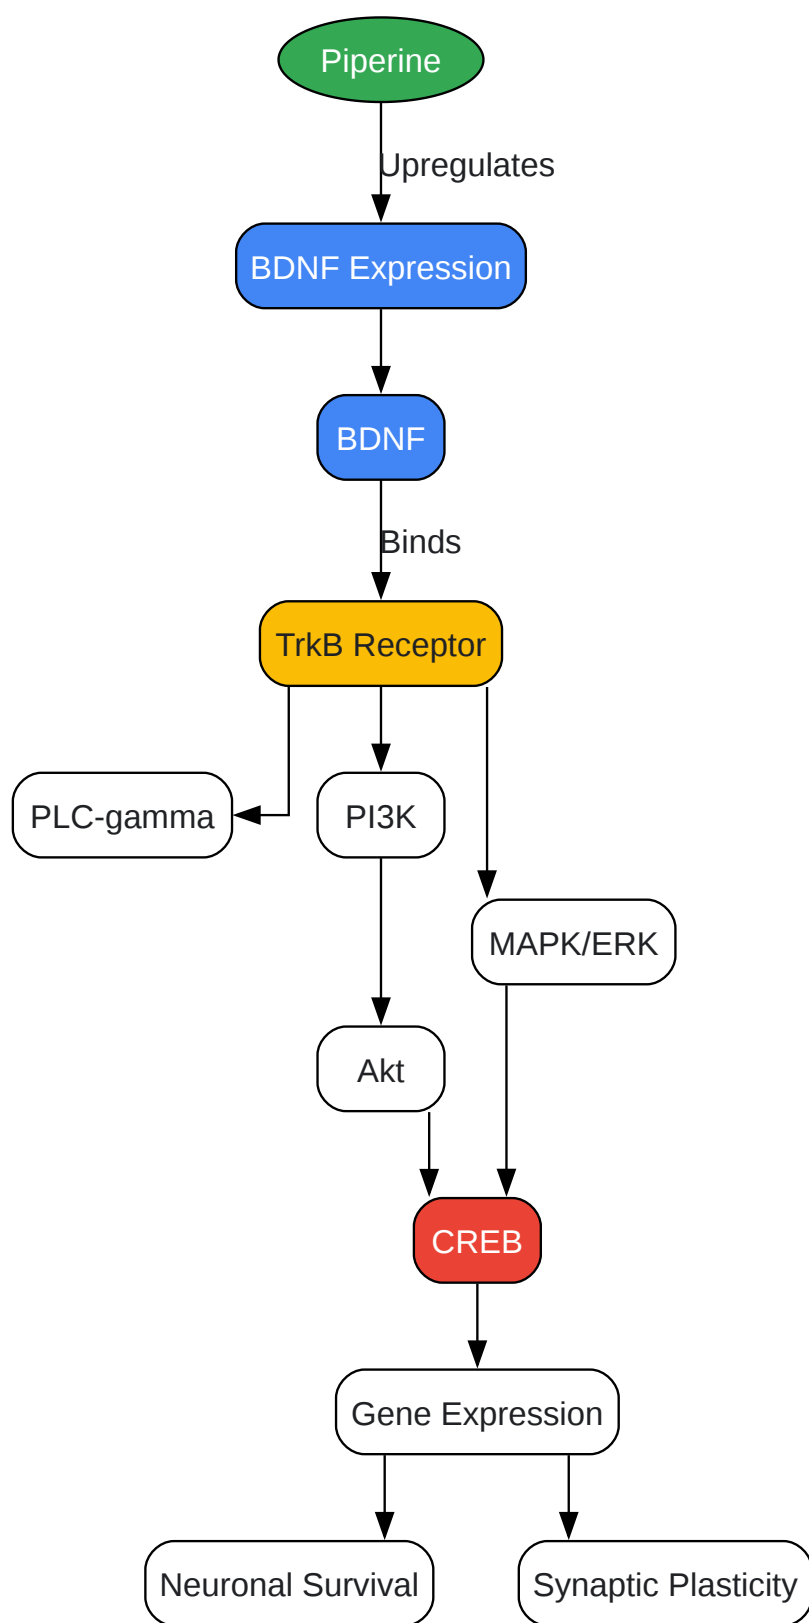 Piperine
Upregulates
BDNF Expression
BDNF
Binds
TrkB Receptor
PLC-gamma
PI3K
MAPK/ERK
Akt
CREB
Gene Expression
Neuronal Survival
Synaptic Plasticity